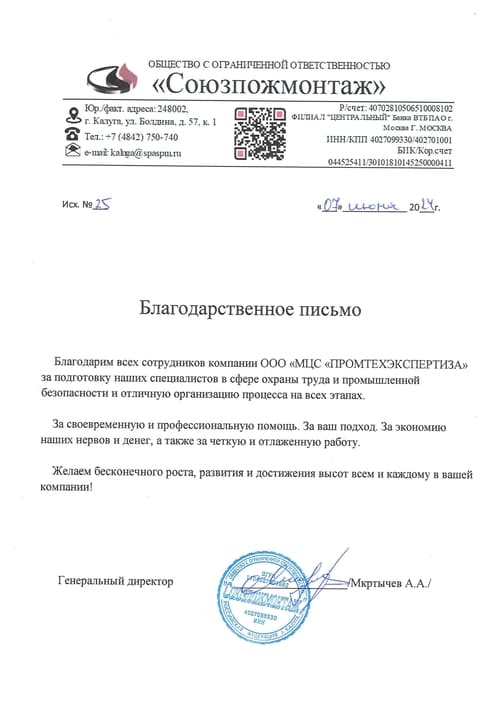 ОБЩЕСТВО С ОГРАНИЧЕННОЙ ОТВЕТСТВЕННОСТЬЮ
«Союзпожмонтаж»
Юр./факт. адреса: 248002,
г. Калуга, ул. Болдина, д. 57, к. 1
Тел.: +7 (4842) 750-740
e-mail: kaluga@spaspm.ru
Р/счет: 40702810506510008102
ФИЛИАЛ "ЦЕНТРАЛЬНЫЙ" Банка ВТБ ПАО г.
Москва Г. МОСКВА
ИНН/КПП 4027099330/402701001
БИК/Кор.счет
044525411/30101810145250000411
Исх. № 25
«07» июня 2024г.
Благодарственное письмо
Благодарим всех сотрудников компании ООО «МЦС «ПРОМТЕХЭКСПЕРТИЗА»
за подготовку наших специалистов в сфере охраны труда и промышленной
безопасности и отличную организацию процесса на всех этапах.
За своевременную и профессиональную помощь. За ваш подход. За экономию
наших нервов и денег, а также за четкую и отлаженную работу.
Желаем бесконечного роста, развития и достижения высот всем и каждому в вашей
компании!
Генеральный директор
/Мкртычев А.А./
"СОЮЗПОЖМОНТАЖ"
4027099330
ИНН